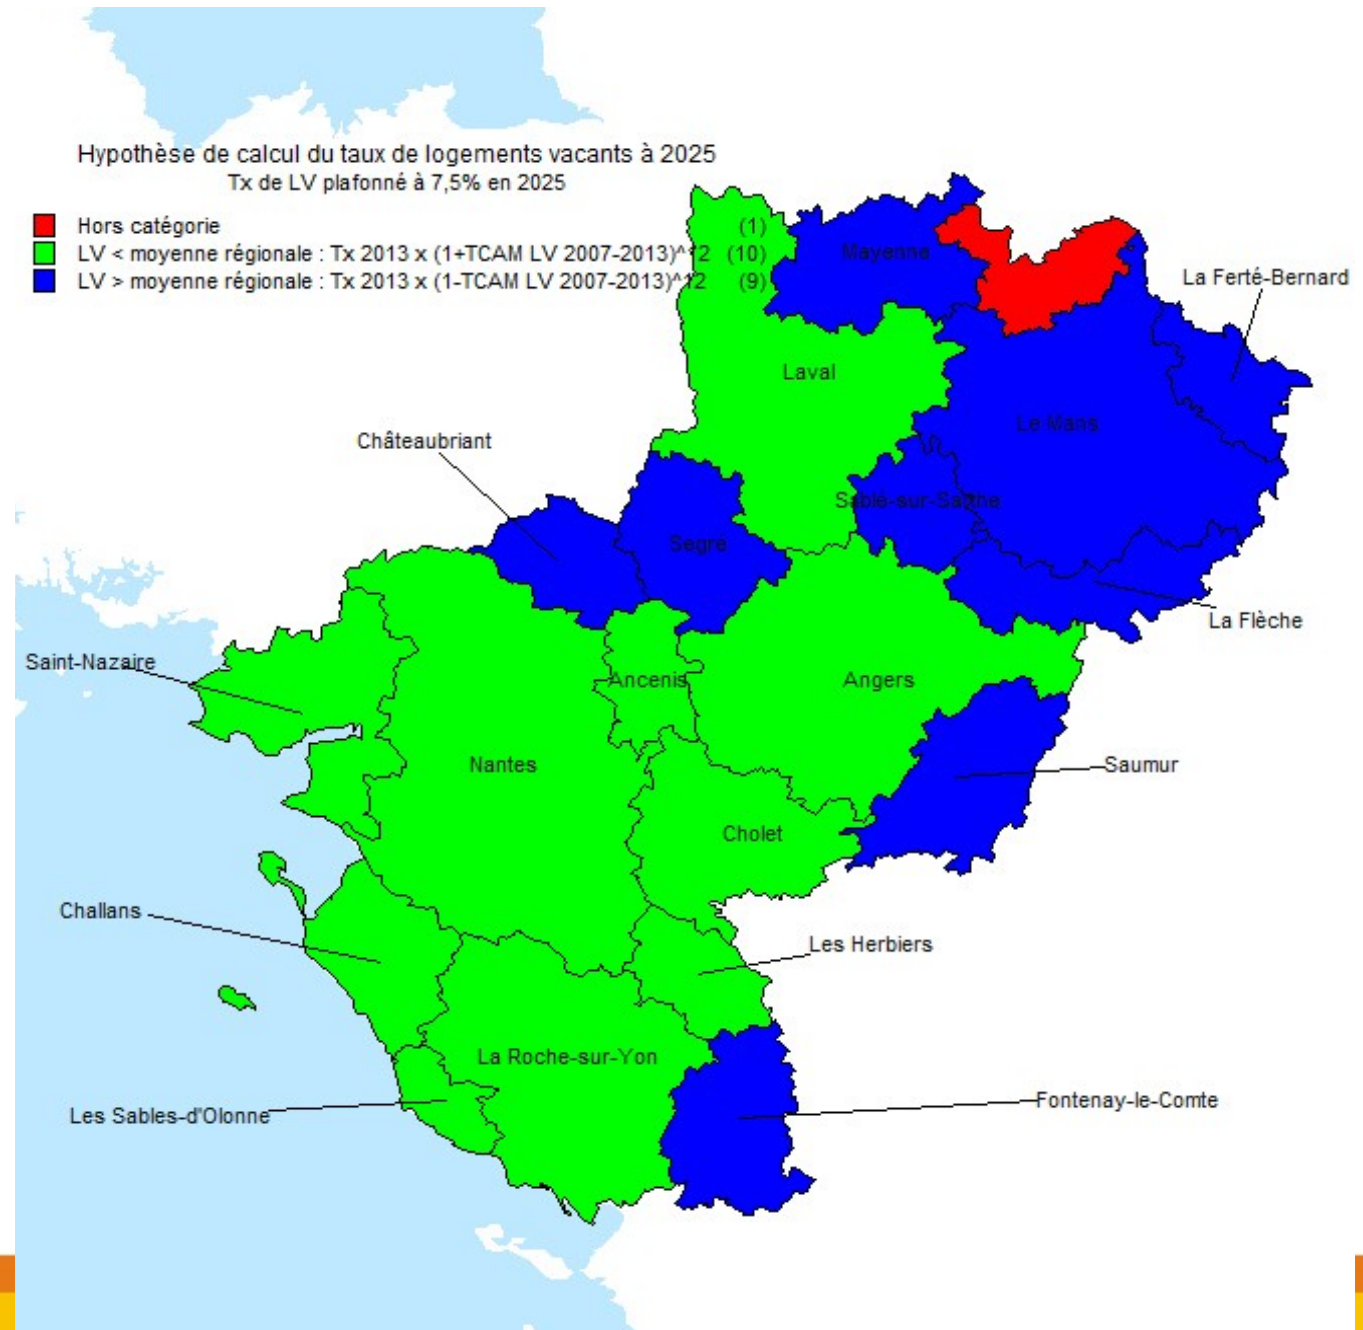 Hypothèse de calcul du taux de logements vacants à 2025
Tx de LV plafonné à 7,5% en 2025
Hors catégorie (1)
LV < moyenne régionale : Tx 2013 x (1+TCAM LV 2007-2013)^12 (10)
LV > moyenne régionale : Tx 2013 x (1-TCAM LV 2007-2013)^12 (9)
Mayenne
La Ferté-Bernard
Laval
Le Mans
Châteaubriant
Sablé-sur-Sarthe
Segré
La Flèche
Saint-Nazaire
Ancenis
Angers
Nantes
Saumur
Cholet
Challans
Les Herbiers
La Roche-sur-Yon
Les Sables-d'Olonne
Fontenay-le-Comte